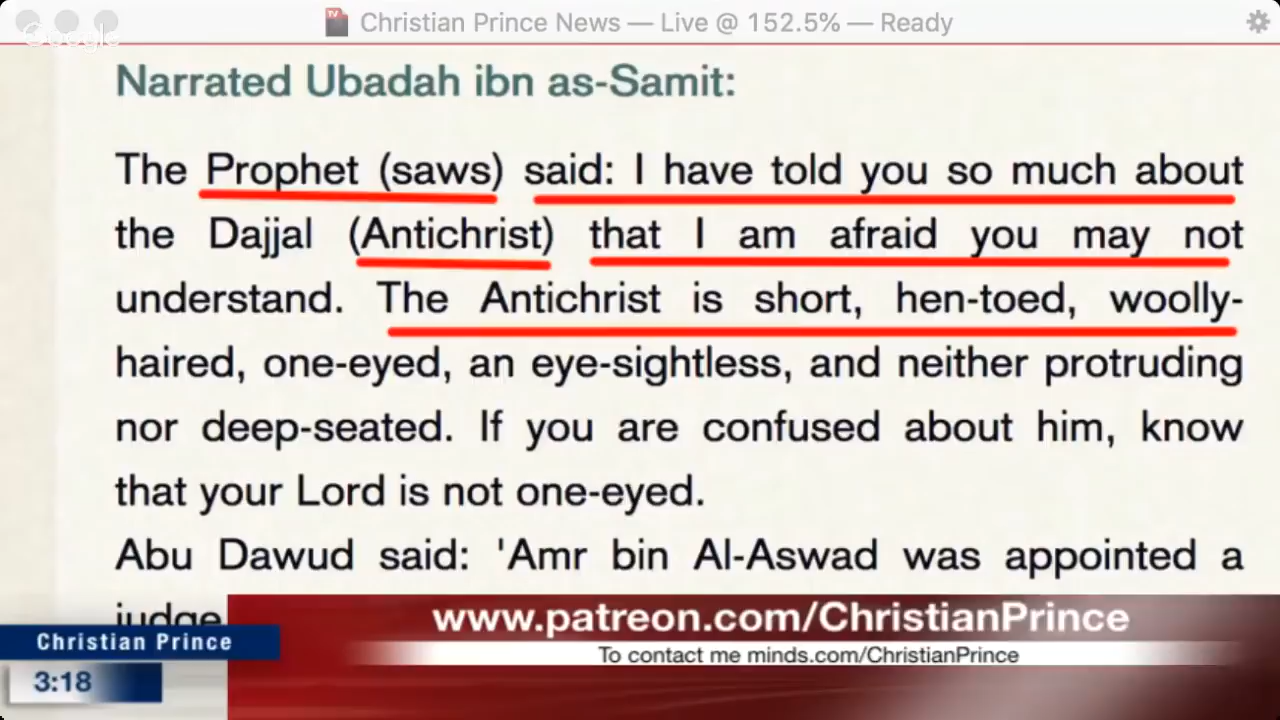 Christian Prince News — Live @ 152.5% — Ready
Google
Narrated Ubadah ibn as-Samit:
The Prophet (saws) said: I have told you so much about
the Dajjal (Antichrist) that I am afraid you may not
understand. The Antichrist is short, hen-toed, woolly-
haired, one-eyed, an eye-sightless, and neither protruding
nor deep-seated. If you are confused about him, know
that your Lord is not one-eyed.
Abu Dawud said: 'Amr bin Al-Aswad was appointed a
judge
www.patreon.com/ChristianPrince
Christian Prince
To contact me minds.com/ChristianPrince
3:18